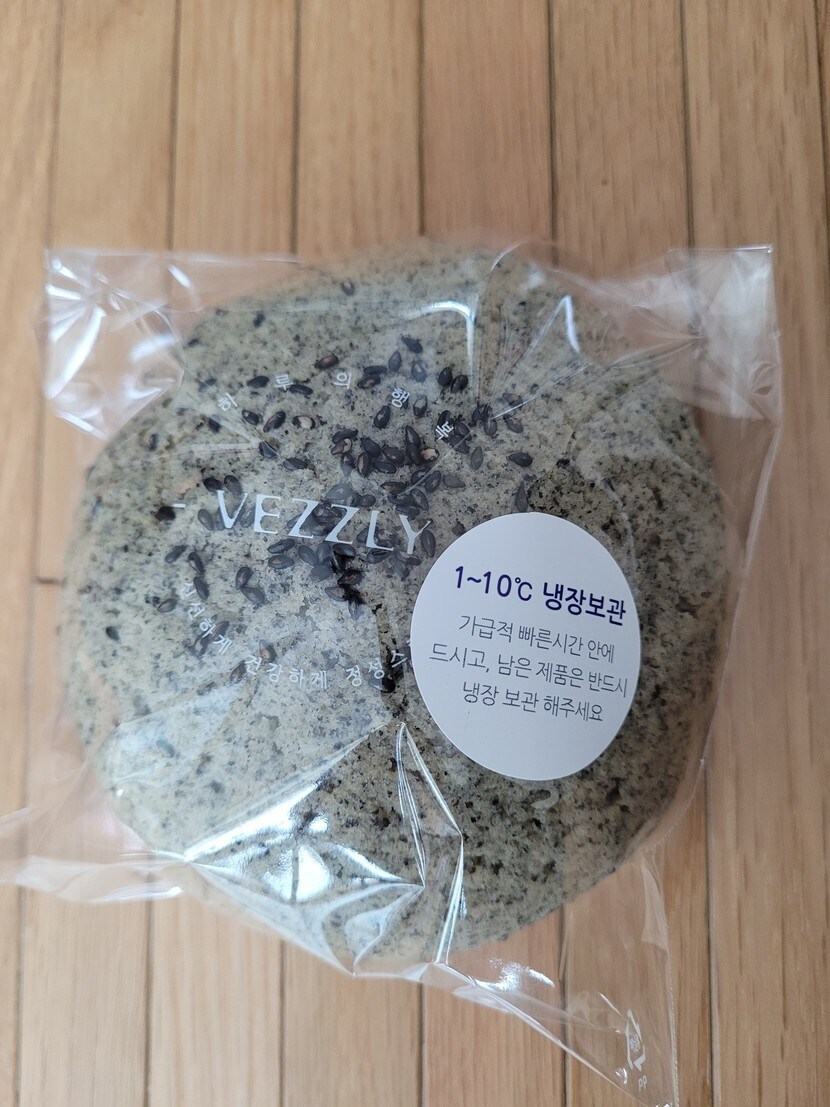 하루의행복
VEZZLY
신선하게 건강하게 정성
1~10℃ 냉장보관
가급적 빠른시간 안에
드시고, 남은 제품은 반드시
냉장 보관 해주세요
PP